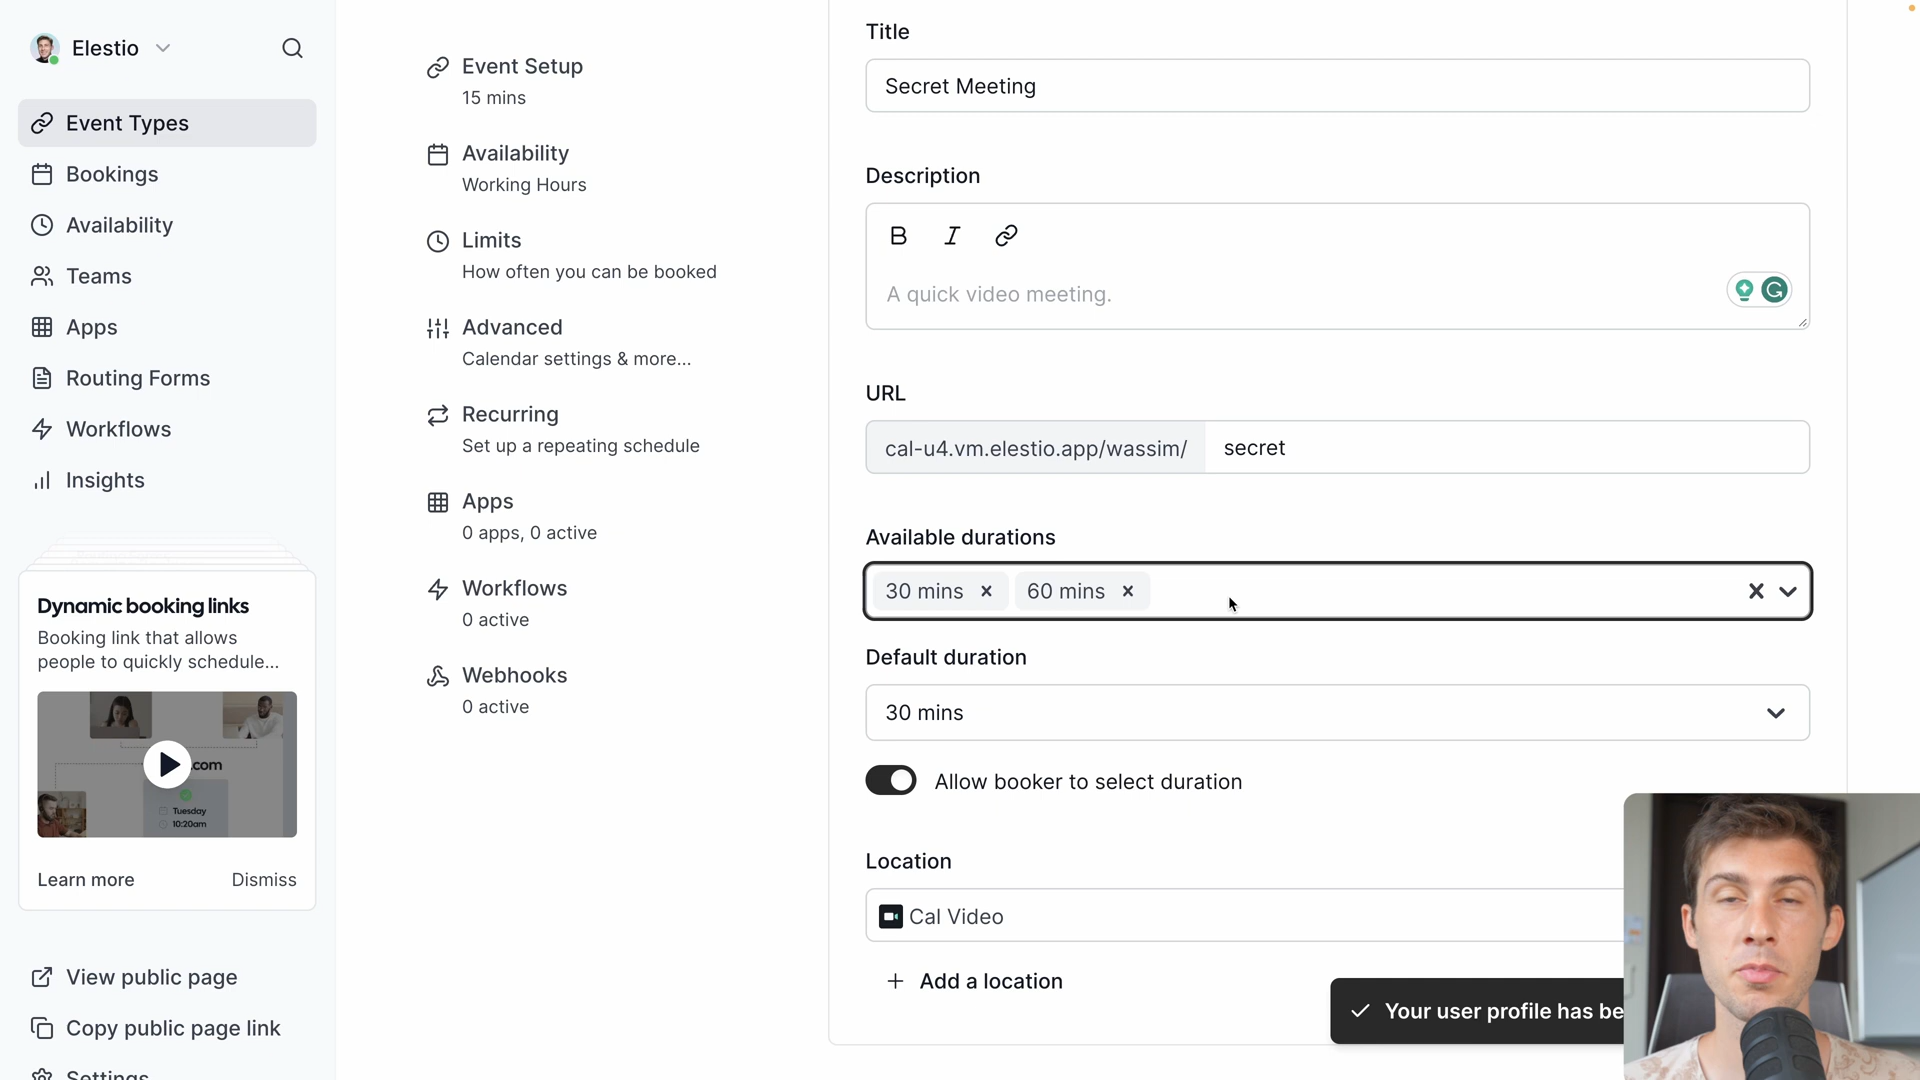 Elestio
Event Types
Bookings
Availability
Teams
Apps
Routing Forms
Workflows
Insights
Dynamic booking links
Booking link that allows
people to quickly schedule...
.com
Tuesday
10:20am
Learn more
Dismiss
View public page
Copy public page link
Settings
Event Setup
15 mins
Availability
Working Hours
Limits
How often you can be booked
Advanced
Calendar settings & more...
Recurring
Set up a repeating schedule
Apps
0 apps, 0 active
Workflows
0 active
Webhooks
0 active
Title
Secret Meeting
Description
B I
A quick video meeting.
URL
cal-u4.vm.elestio.app/wassim/ secret
Available durations
30 mins 60 mins
Default duration
30 mins
Allow booker to select duration
Location
Cal Video
+ Add a location
Your user profile has be